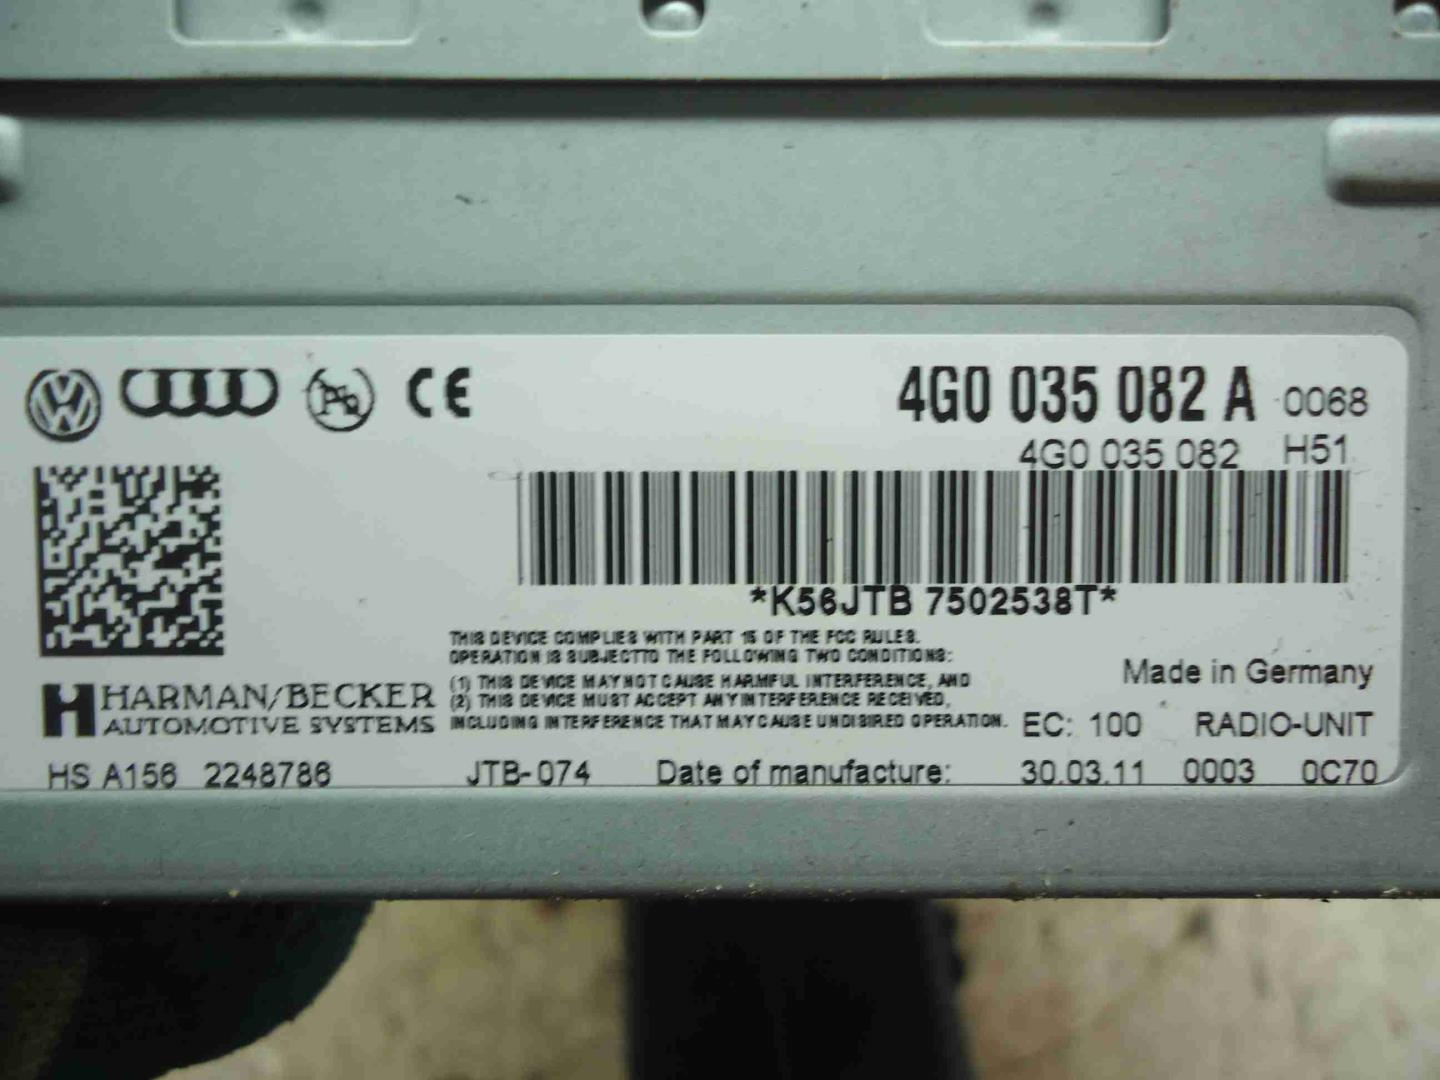 CE
4G0 035 082 A 0068
4G0 035 082 H51
*K56JTB 7502538T*
THIS DEVICE COMPLIES WITH PART 15 OF THE FCC RULES.
OPERATION IS SUBJECTTO THE FOLLOWING TWO CONDITIONS:
(1) THIS DEVICE MAY NOT CAUSE HARMFUL INTERFERENCE, AND
(2) THIS DEVICE MUST ACCEPT ANY INTERFERENCE RECEIVED,
INCLUDING INTERFERENCE THAT MAY CAUSE UNDISIRED OPERATION.
Made in Germany
HARMAN/BECKER
AUTOMOTIVE SYSTEMS
EC: 100 RADIO-UNIT
HS A156 2248786 JTB-074 Date of manufacture: 30.03.11 0003 0C70